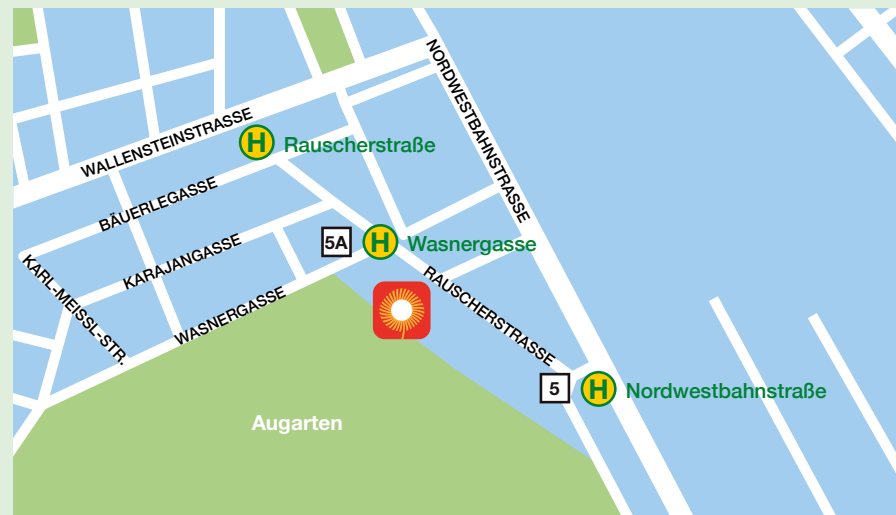 NORDWESTBAHNSTRASSE
WALLENSTEINSTRASSE
H Rauscherstraße
BÄUERLEGASSE
5A H Wasnergasse
KARAJANGASSE
KARL-MEISSL-STR.
WASNERGASSE
RAUSCHERSTRASSE
5 H Nordwestbahnstraße
Augarten